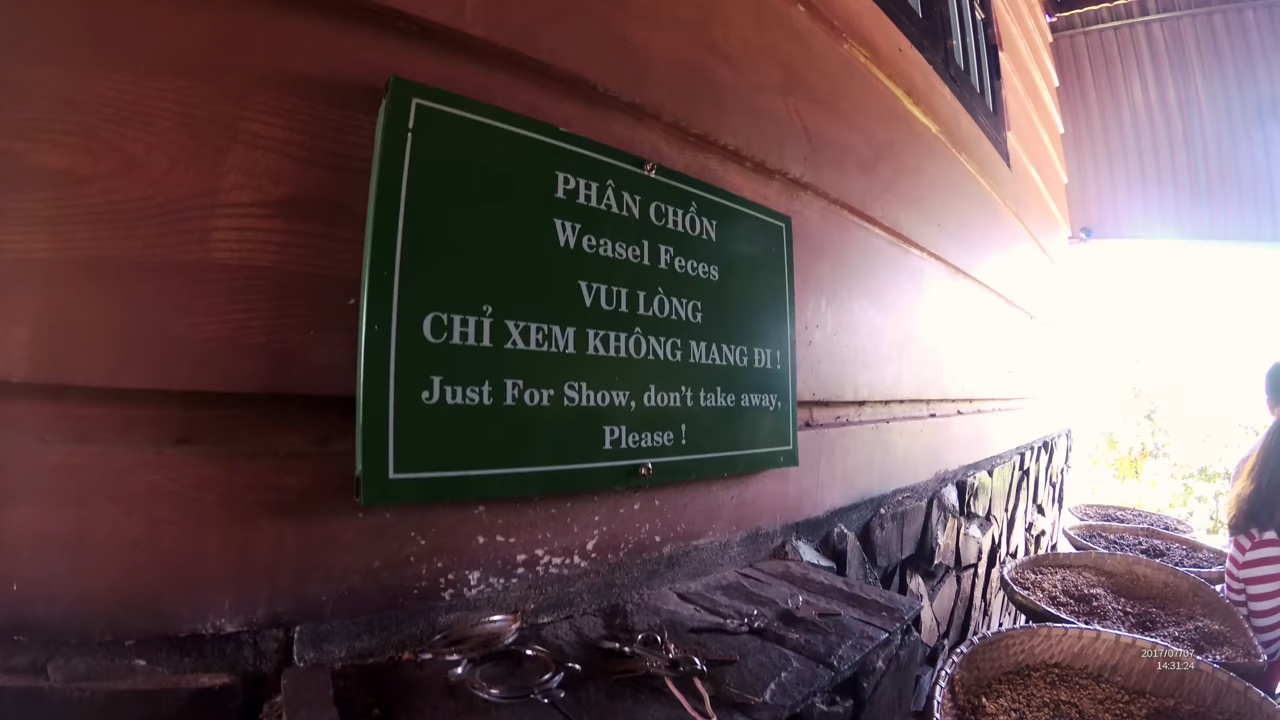 PHÂN CHỒN
Weasel Feces
VUI LÒNG
CHỈ XEM KHÔNG MANG ĐI !
Just For Show, don't take away,
Please !
2017/07/07
14:31:24